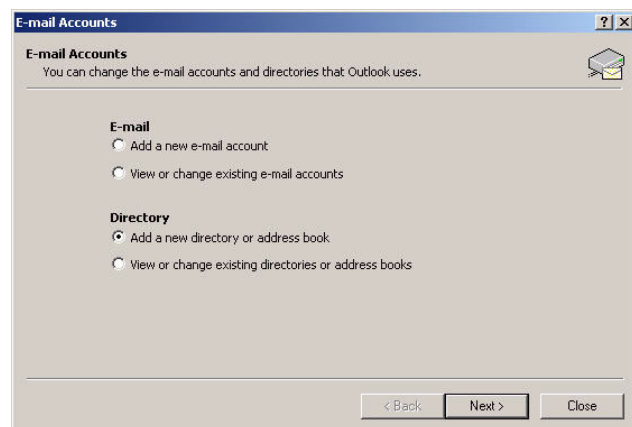 E-mail Accounts
E-mail Accounts
You can change the e-mail accounts and directories that Outlook uses.
E-mail
Add a new e-mail account
View or change existing e-mail accounts
Directory
Add a new directory or address book
View or change existing directories or address books
< Back Next > Close